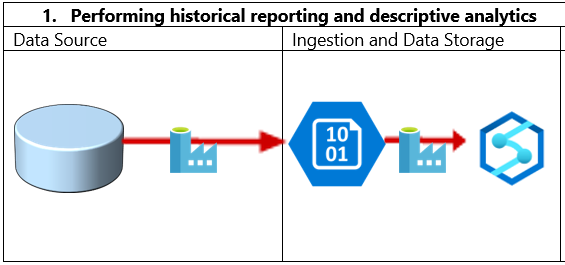 1. Performing historical reporting and descriptive analytics
Data Source
Ingestion and Data Storage
10
01